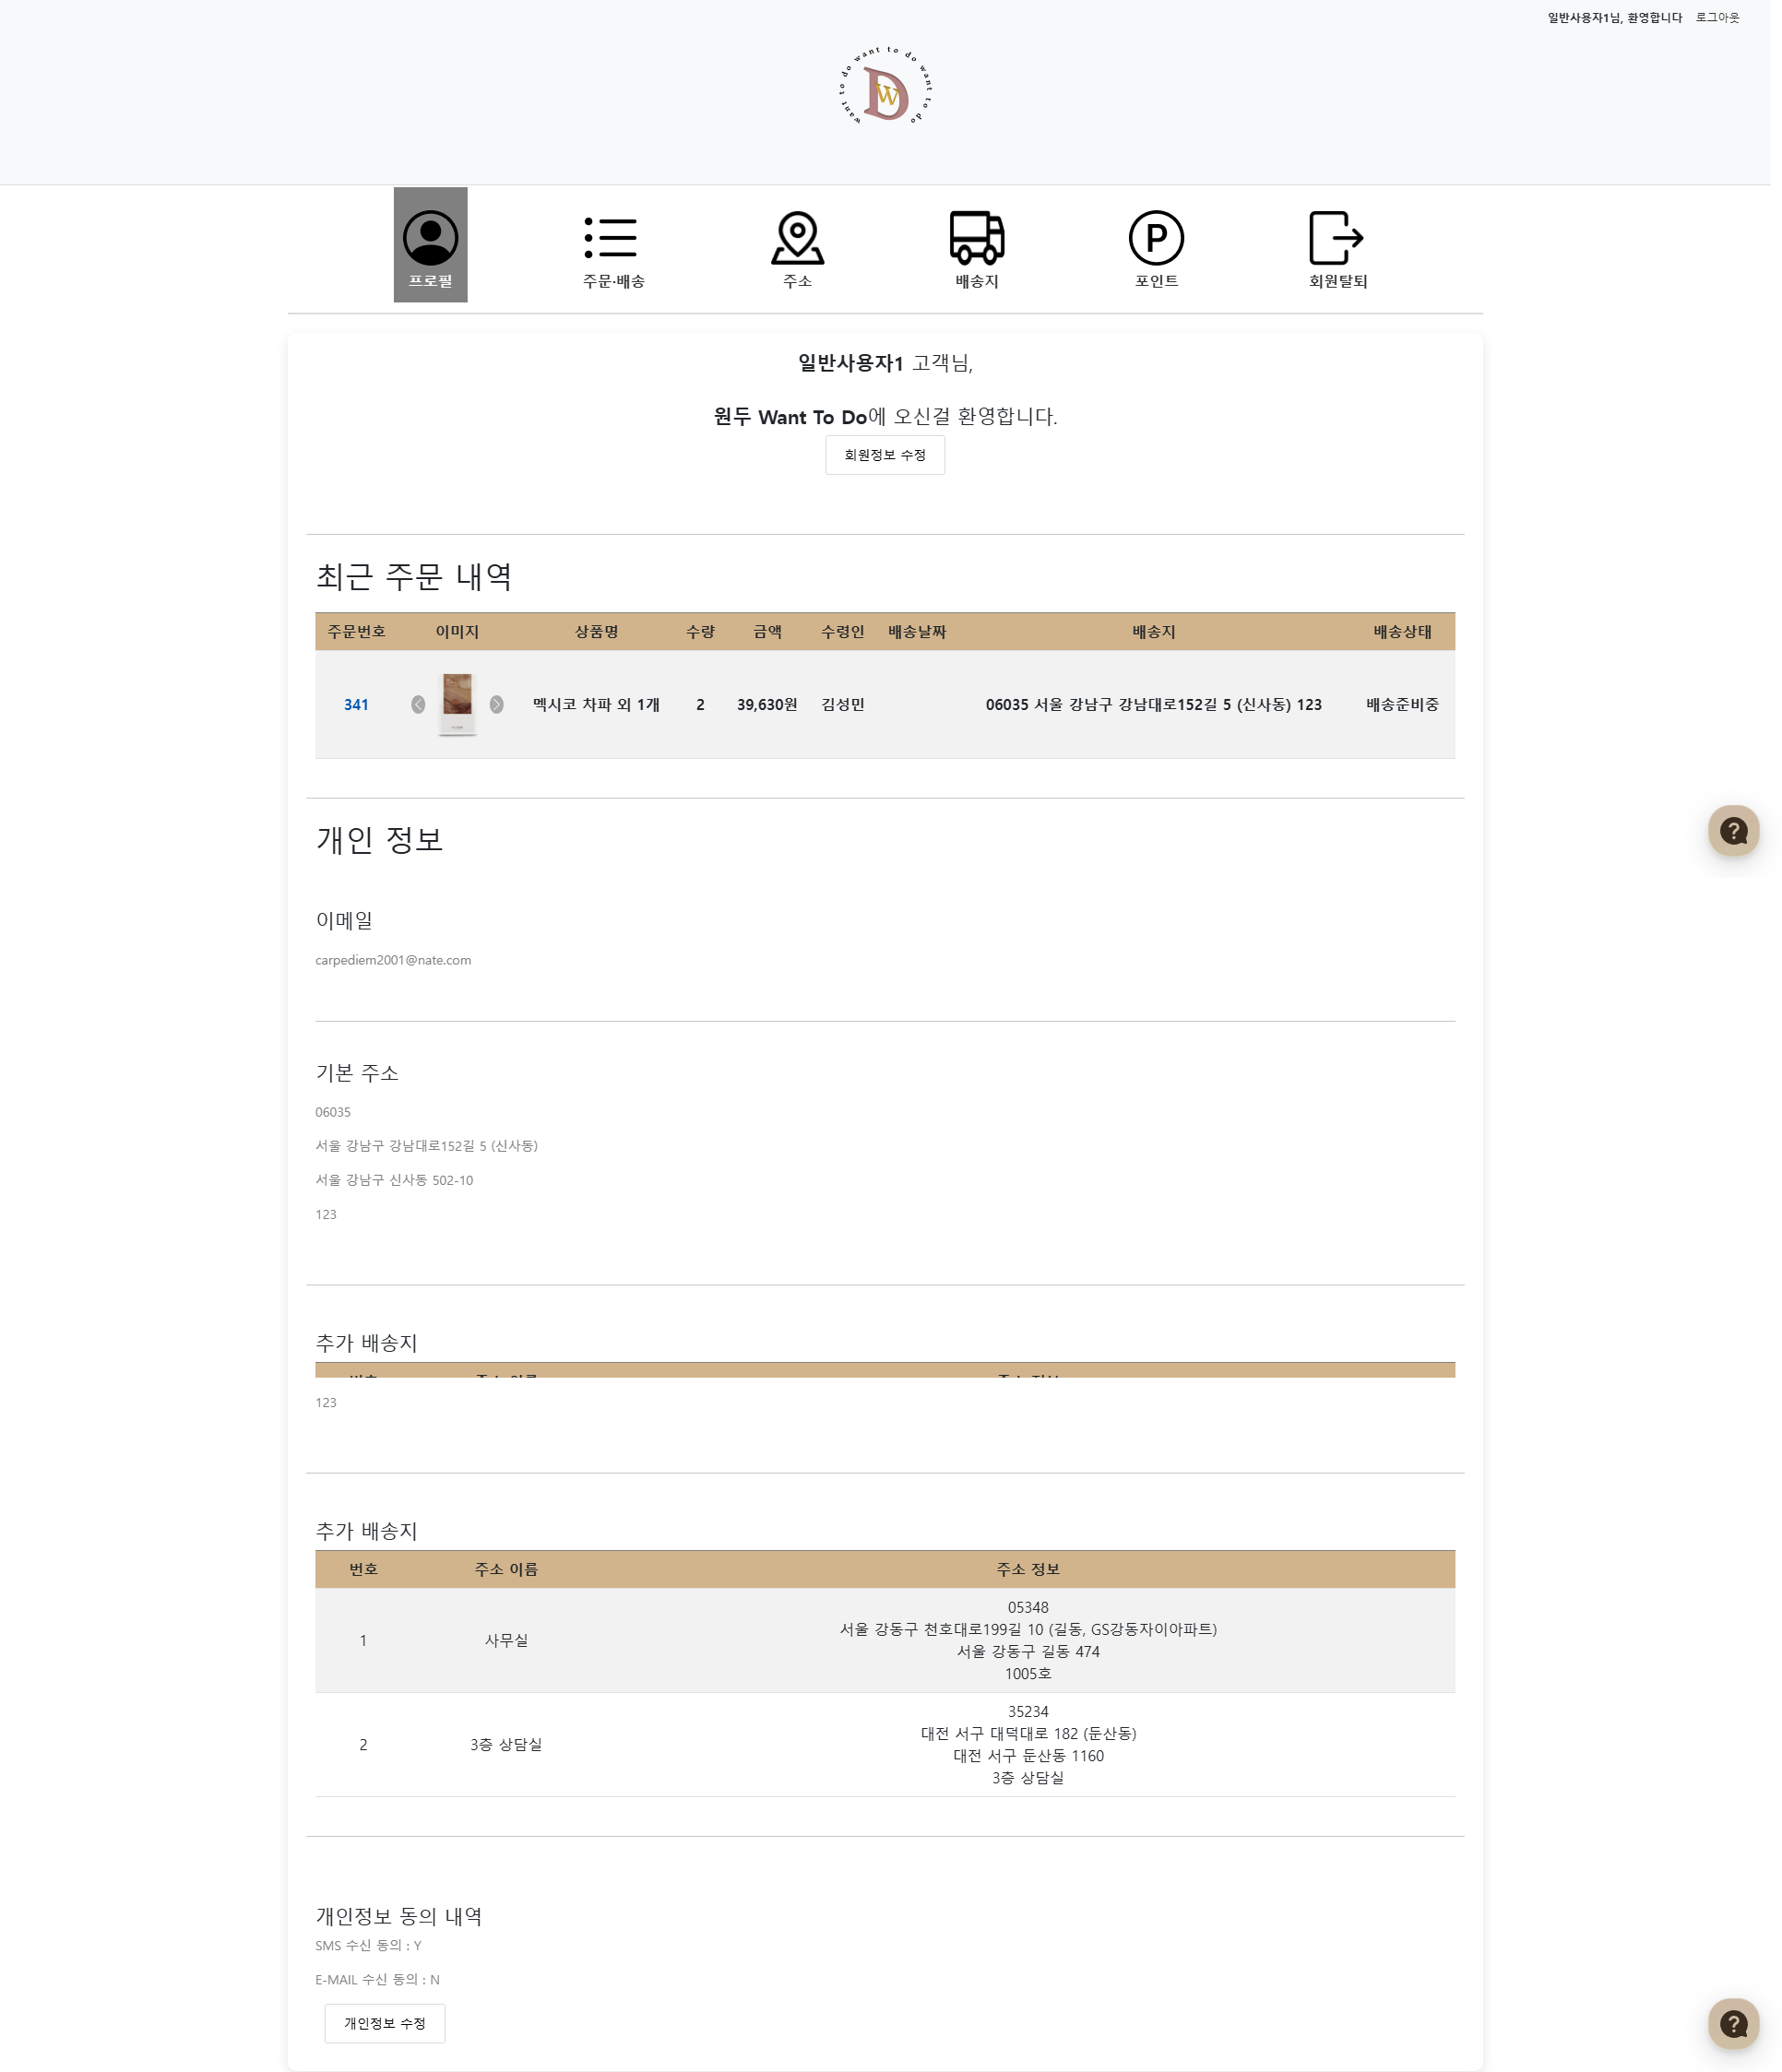 일반사용자1님, 환영합니다 로그아웃
want to do want to do want to do
D W
프로필 주문·배송 주소 배송지 포인트 회원탈퇴
일반사용자1 고객님,
원두 Want To Do에 오신걸 환영합니다.
회원정보 수정
최근 주문 내역
주문번호 이미지 상품명 수량 금액 수령인 배송날짜 배송지 배송상태
341 멕시코 차파 외 1개 2 39,630원 김성민 06035 서울 강남구 강남대로152길 5 (신사동) 123 배송준비중
개인 정보
이메일
carpediem2001@nate.com
기본 주소
06035
서울 강남구 강남대로152길 5 (신사동)
서울 강남구 신사동 502-10
123
추가 배송지
123
추가 배송지
번호 주소 이름 주소 정보
05348
서울 강동구 천호대로199길 10 (길동, GS강동자이아파트)
1 사무실
서울 강동구 길동 474
1005호
35234
대전 서구 대덕대로 182 (둔산동)
2 3층 상담실
대전 서구 둔산동 1160
3층 상담실
개인정보 동의 내역
SMS 수신 동의 : Y
E-MAIL 수신 동의 : N
개인정보 수정